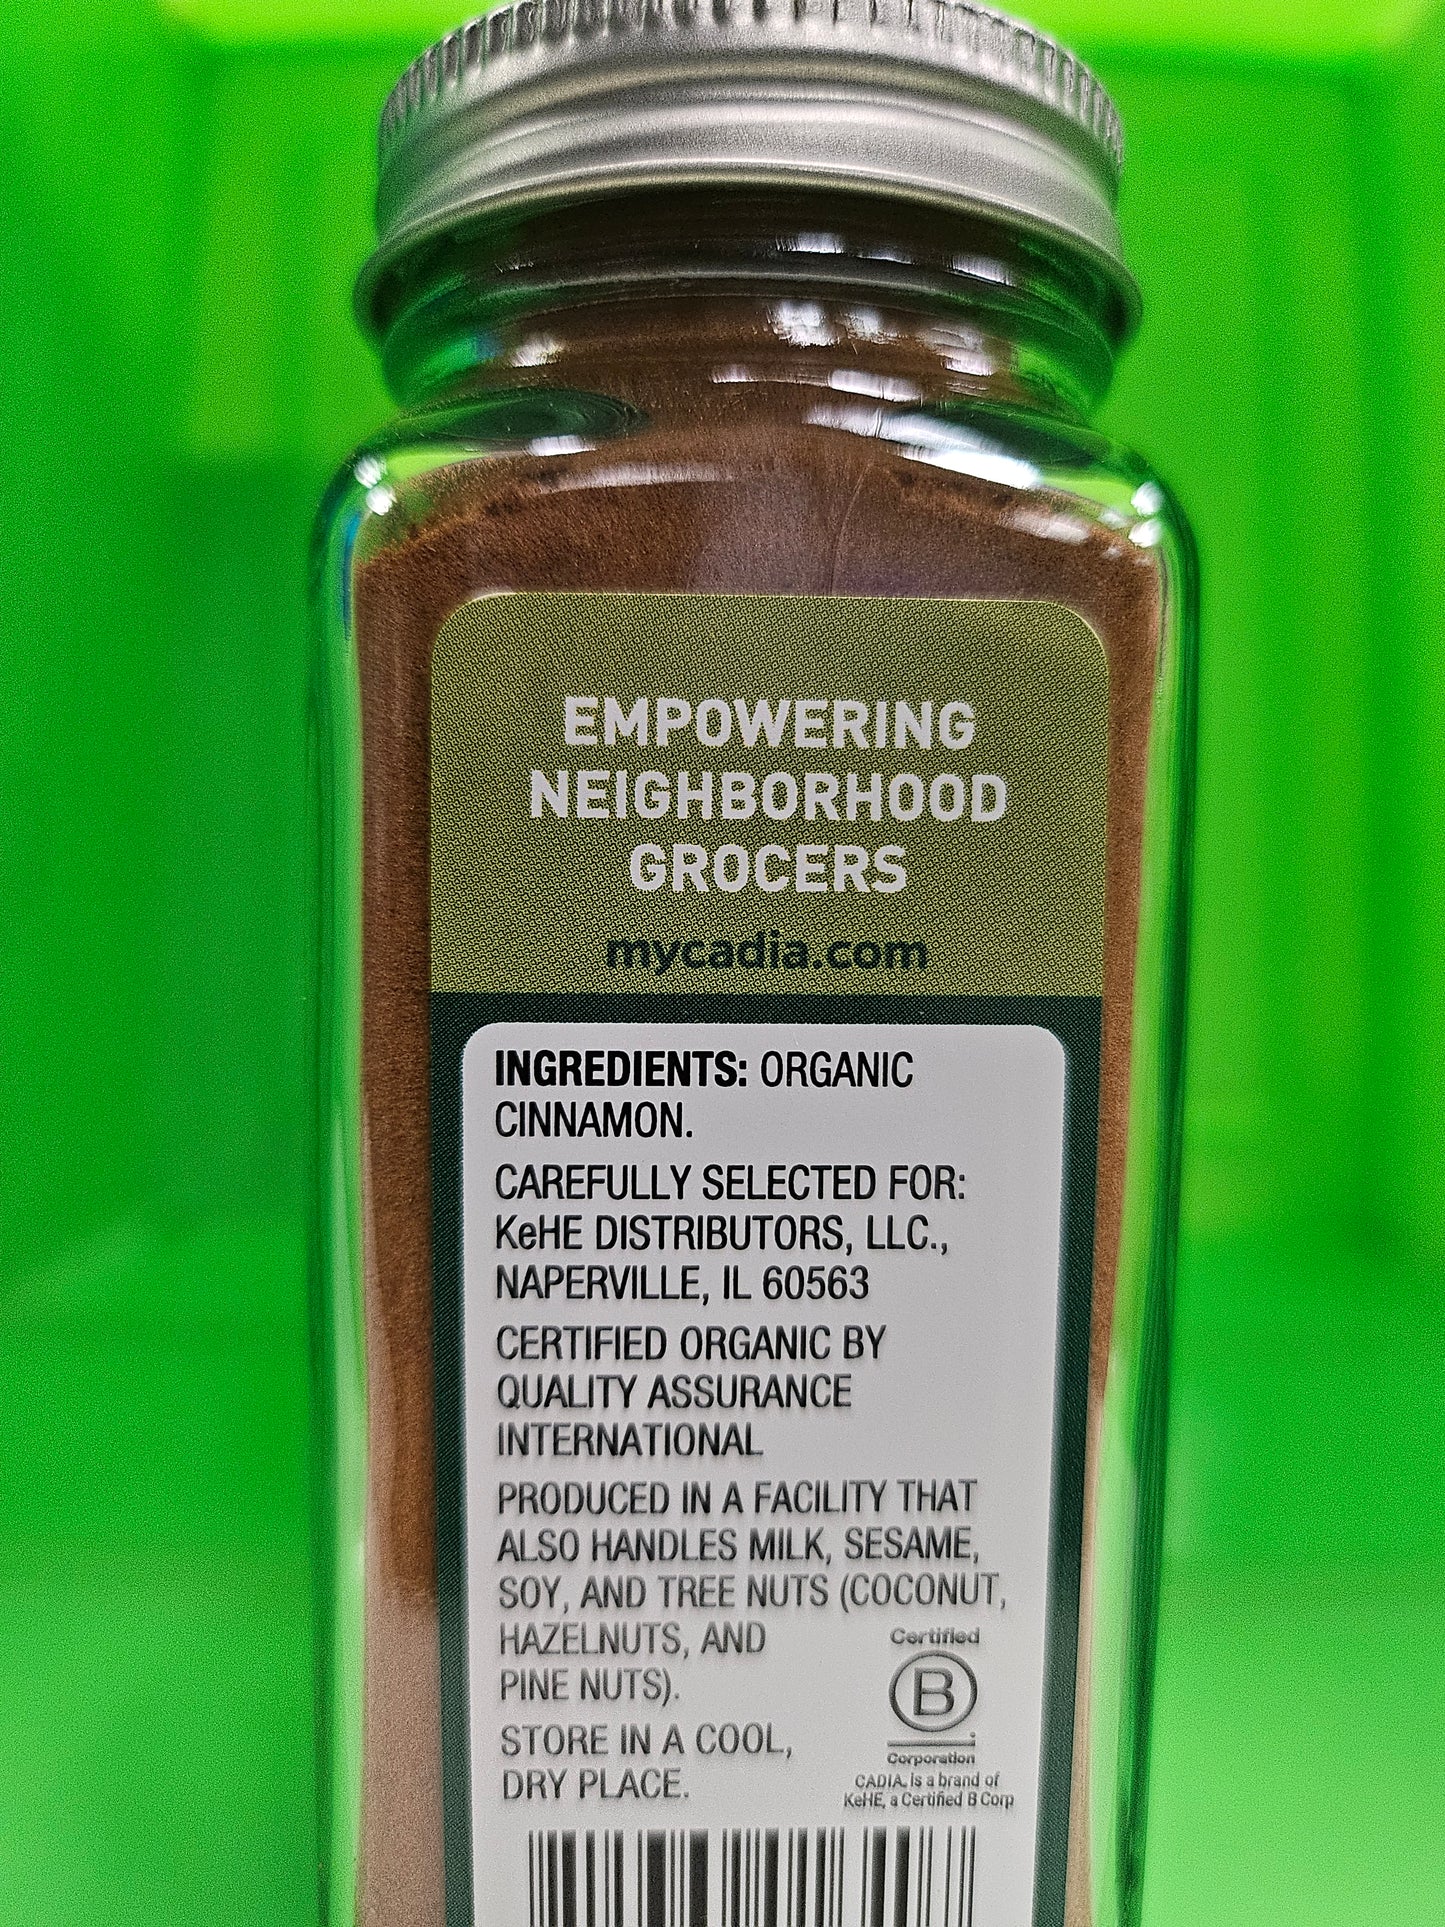 EMPOWERING
NEIGHBORHOOD
GROCERS
mycadia.com
INGREDIENTS: ORGANIC
CINNAMON.
CAREFULLY SELECTED FOR:
KeHE DISTRIBUTORS, LLC.,
NAPERVILLE, IL 60563
CERTIFIED ORGANIC BY
QUALITY ASSURANCE
INTERNATIONAL
PRODUCED IN A FACILITY THAT
ALSO HANDLES MILK, SESAME,
SOY, AND TREE NUTS (COCONUT,
HAZELNUTS, AND
PINE NUTS).
STORE IN A COOL,
DRY PLACE.
Certified
B
Corporation
CADIA. is a brand of
KeHE, a Certified B Corp